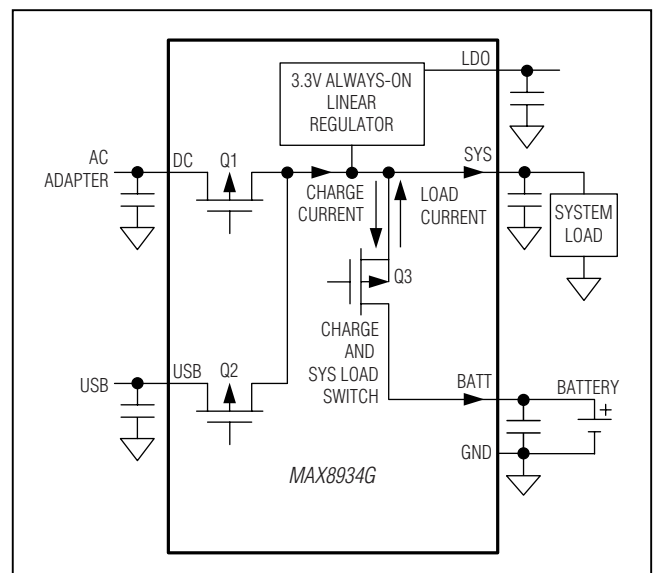 3.3V ALWAYS-ON
LINEAR
REGULATOR
LDO
AC
ADAPTER
DC
Q1
CHARGE
CURRENT
LOAD
CURRENT
SYS
SYSTEM
LOAD
Q3
CHARGE
AND
SYS LOAD
SWITCH
USB
USB
Q2
BATT
BATTERY
+
GND
MAX8934G